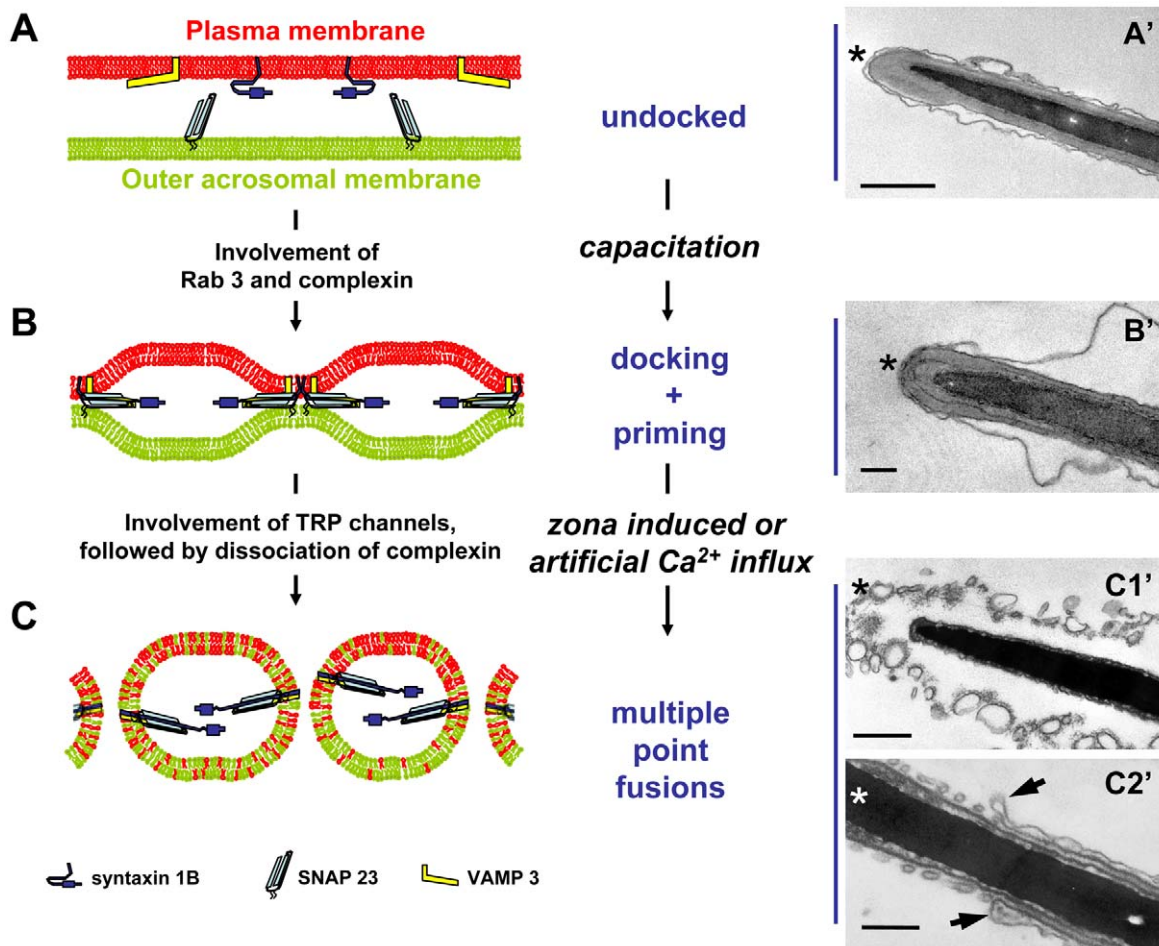 A
Plasma membrane
Outer acrosomal membrane
undocked
A’
*
Involvement of
Rab 3 and complexin
capacitation
B
docking
+
priming
B’
*
Involvement of TRP channels,
followed by dissociation of complexin
zona induced or
artificial Ca²⁺ influx
C
multiple
point
fusions
C1’
*
C2’
*
syntaxin 1B
SNAP 23
VAMP 3